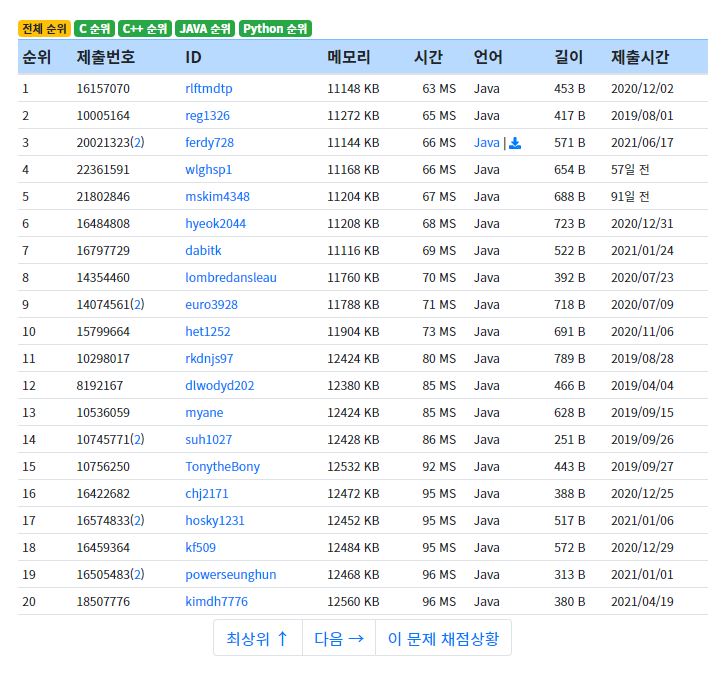 전체 순위 C 순위 C++ 순위 JAVA 순위 Python 순위
순위 제출번호 ID 메모리 시간 언어 길이 제출시간
1 16157070 rlftmdtp 11148 KB 63 MS Java 453 B 2020/12/02
2 10005164 reg1326 11272 KB 65 MS Java 417 B 2019/08/01
3 20021323(2) ferdy728 11144 KB 66 MS Java | 571 B 2021/06/17
4 22361591 wlghsp1 11168 KB 66 MS Java 654 B 57일 전
5 21802846 mskim4348 11204 KB 67 MS Java 688 B 91일 전
6 16484808 hyeok2044 11208 KB 68 MS Java 723 B 2020/12/31
7 16797729 dabitk 11116 KB 69 MS Java 522 B 2021/01/24
8 14354460 lombredansleau 11760 KB 70 MS Java 392 B 2020/07/23
9 14074561(2) euro3928 11788 KB 71 MS Java 718 B 2020/07/09
10 15799664 het1252 11904 KB 73 MS Java 691 B 2020/11/06
11 10298017 rkdnjs97 12424 KB 80 MS Java 789 B 2019/08/28
12 8192167 dlwodyd202 12380 KB 85 MS Java 466 B 2019/04/04
13 10536059 myane 12424 KB 85 MS Java 628 B 2019/09/15
14 10745771(2) suh1027 12428 KB 86 MS Java 251 B 2019/09/26
15 10756250 TonytheBony 12532 KB 92 MS Java 443 B 2019/09/27
16 16422682 chj2171 12472 KB 95 MS Java 388 B 2020/12/25
17 16574833(2) hosky1231 12452 KB 95 MS Java 517 B 2021/01/06
18 16459364 kf509 12484 KB 95 MS Java 572 B 2020/12/29
19 16505483(2) powerseunghun 12468 KB 96 MS Java 313 B 2021/01/01
20 18507776 kimdh7776 12560 KB 96 MS Java 380 B 2021/04/19
최상위 ↑ 다음 → 이 문제 채점상황